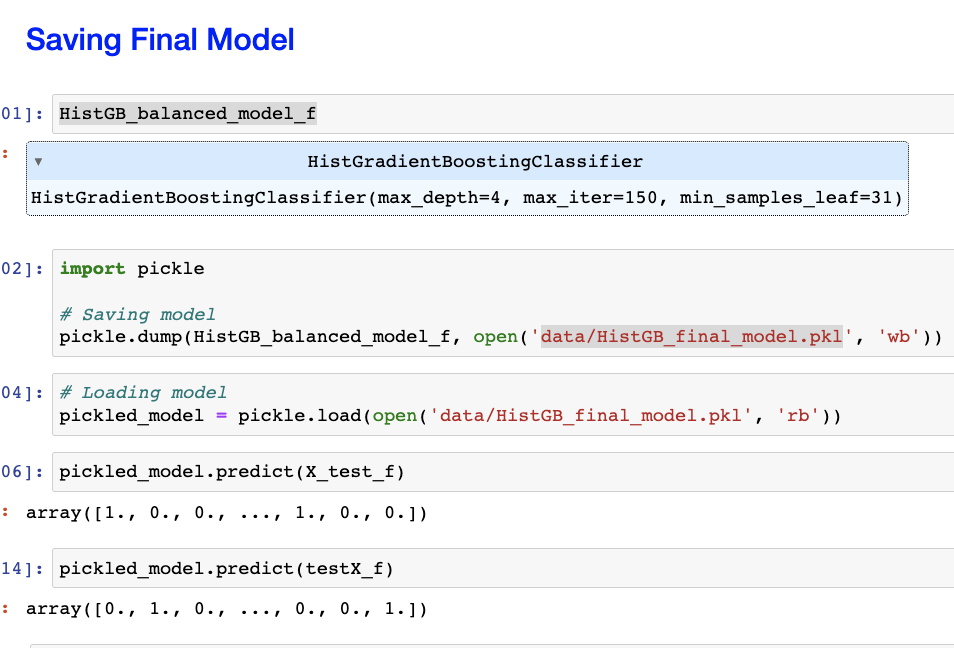 Saving Final Model
01]: HistGB_balanced_model_f
:
▼ HistGradientBoostingClassifier
HistGradientBoostingClassifier(max_depth=4, max_iter=150, min_samples_leaf=31)
02]: import pickle
# Saving model
pickle.dump(HistGB_balanced_model_f, open('data/HistGB_final_model.pkl', 'wb'))
04]: # Loading model
pickled_model = pickle.load(open('data/HistGB_final_model.pkl', 'rb'))
06]: pickled_model.predict(X_test_f)
: array([1., 0., 0., ..., 1., 0., 0.])
14]: pickled_model.predict(testX_f)
: array([0., 1., 0., ..., 0., 0., 1.])